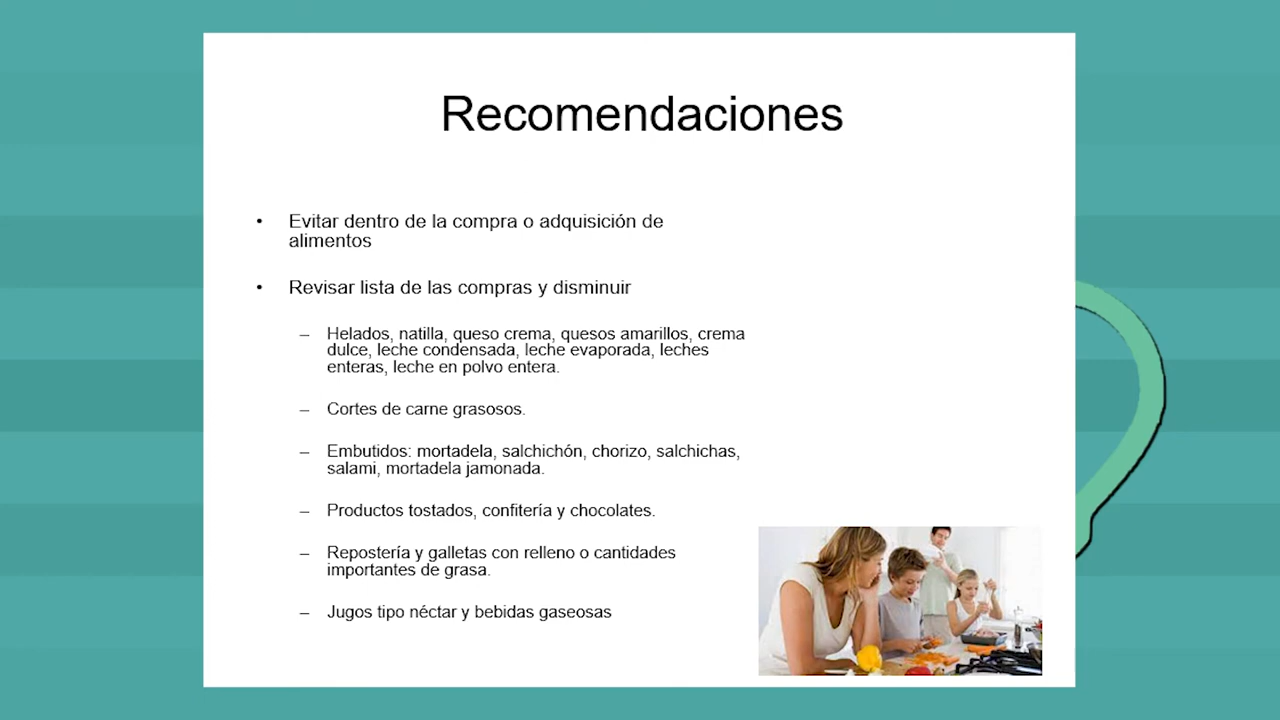 Recomendaciones
• Evitar dentro de la compra o adquisición de
alimentos
• Revisar lista de las compras y disminuir
– Helados, natilla, queso crema, quesos amarillos, crema
dulce, leche condensada, leche evaporada, leches
enteras, leche en polvo entera.
– Cortes de carne grasosos.
– Embutidos: mortadela, salchichón, chorizo, salchichas,
salami, mortadela jamonada.
– Productos tostados, confitería y chocolates.
– Repostería y galletas con relleno o cantidades
importantes de grasa.
– Jugos tipo néctar y bebidas gaseosas